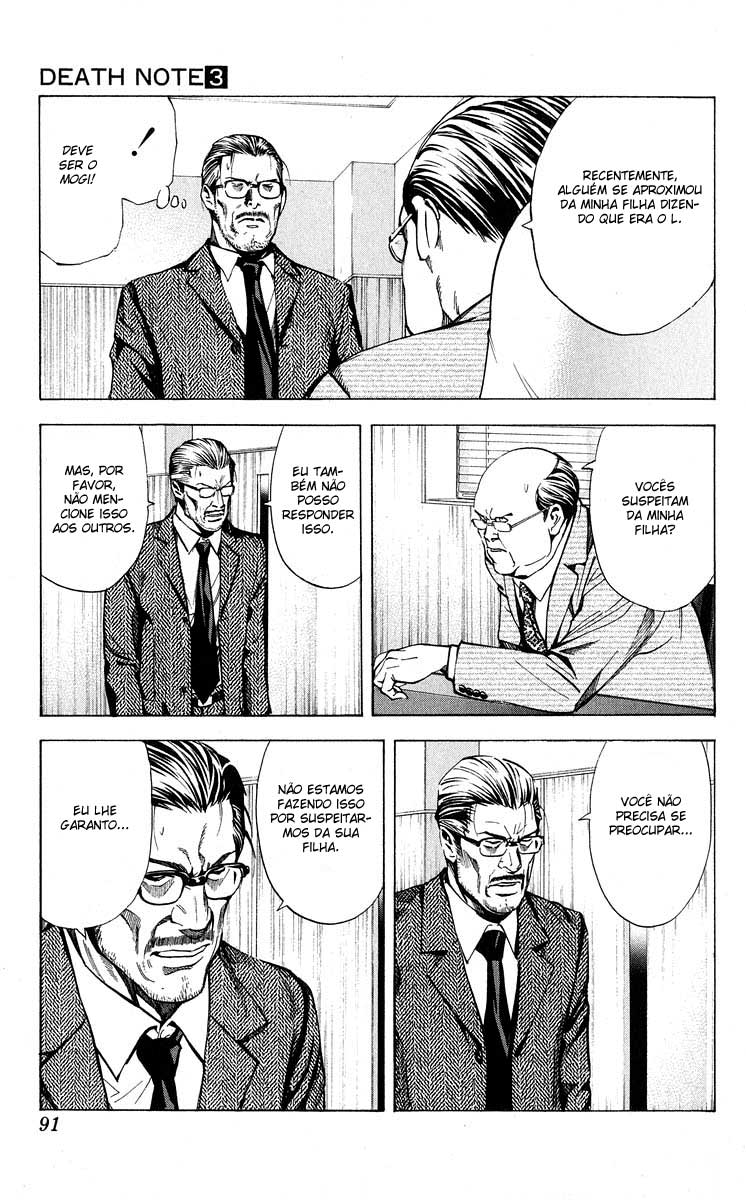 DEATH NOTE 3
RECENTEMENTE,
ALGUÉM SE APROXIMOU
DA MINHA FILHA DIZEN-
DO QUE ERA O L.
!
DEVE
SER O
MOGI!
VOCÊS
SUSPEITAM
DA MINHA
FILHA?
EU TAM-
BÉM NÃO
POSSO
RESPONDER
ISSO.
MAS, POR
FAVOR,
NÃO MEN-
CIONE ISSO
AOS OUTROS.
VOCÊ NÃO
PRECISA SE
PREOCUPAR...
NÃO ESTAMOS
FAZENDO ISSO
POR SUSPEITAR-
MOS DA SUA
FILHA.
EU LHE
GARANTO...
91